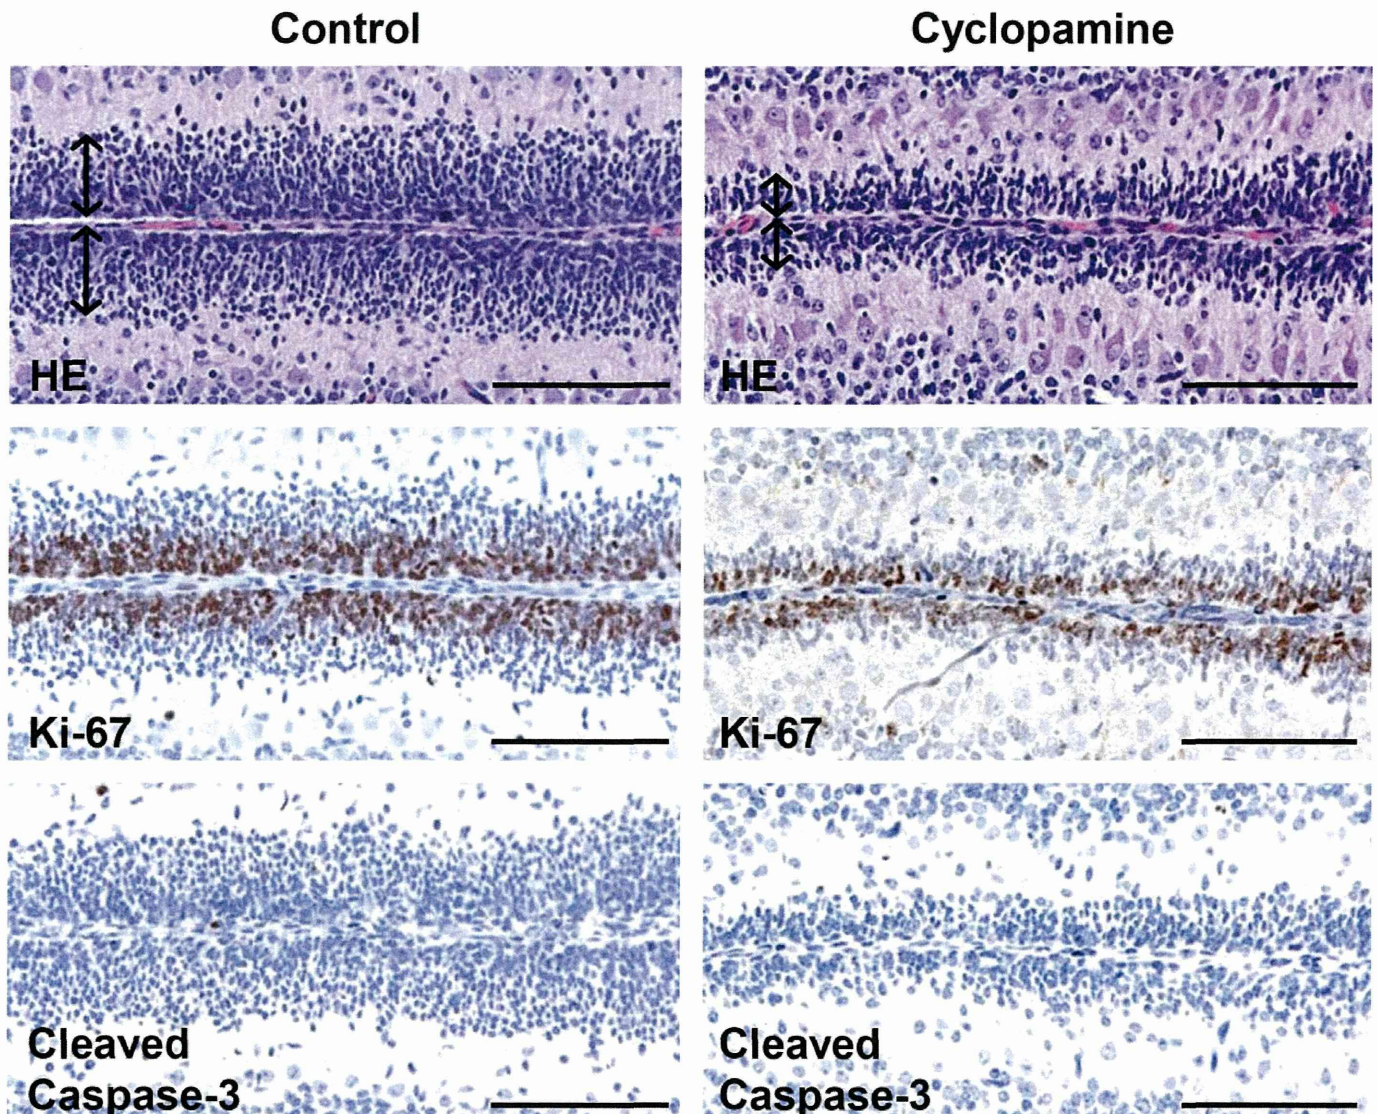 Control
Cyclopamine
HE
HE
Ki-67
Ki-67
Cleaved
Caspase-3
Cleaved
Caspase-3